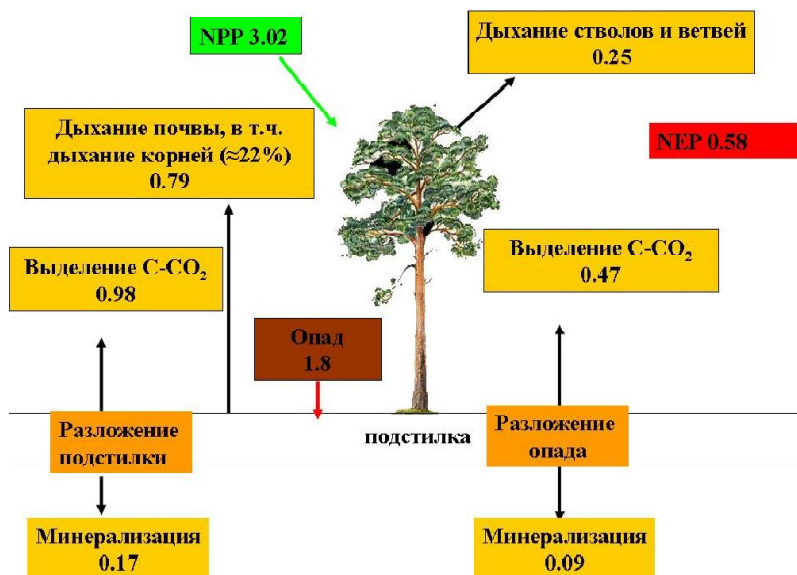 NPP 3.02
Дыхание стволов и ветвей
0.25
Дыхание почвы, в т.ч.
дыхание корней (≈22%)
0.79
NEP 0.58
Выделение C-CO₂
0.98
Выделение C-CO₂
0.47
Опад
1.8
Разложение
подстилки
подстилка
Разложение
опада
Минерализация
0.17
Минерализация
0.09